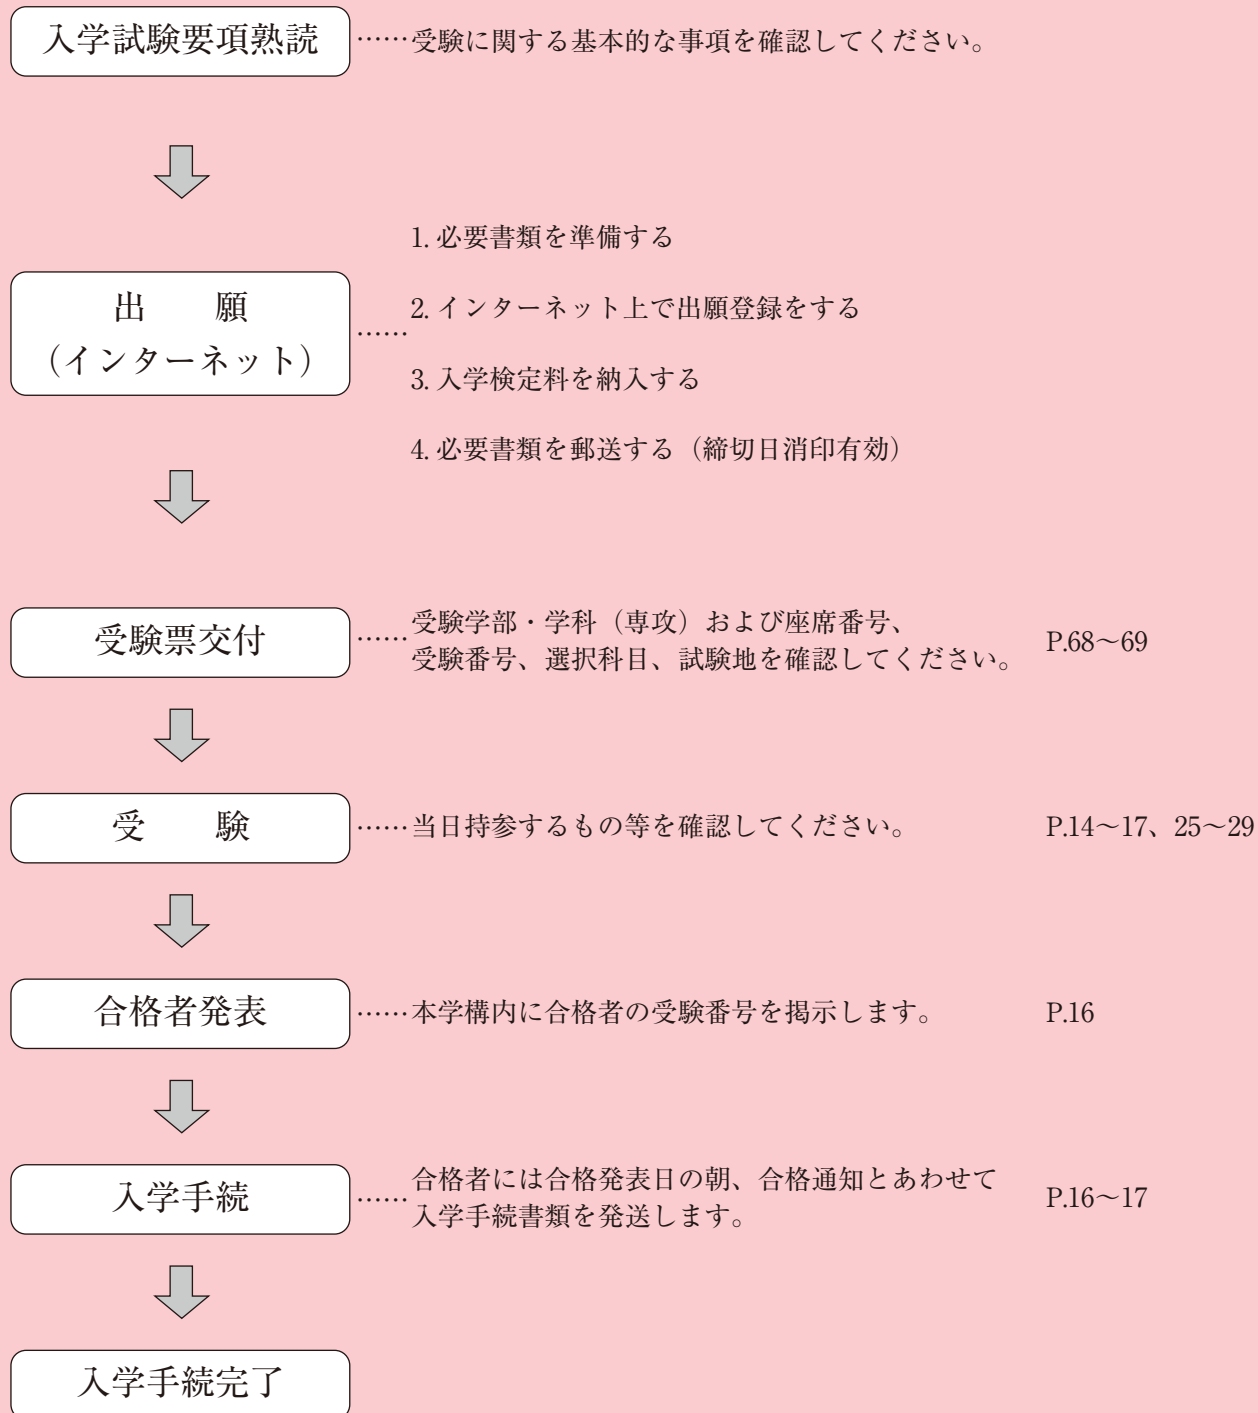 入学試験要項熟読 ……受験に関する基本的な事項を確認してください。
1. 必要書類を準備する
出　　願
（インターネット）
……
2. インターネット上で出願登録をする
3. 入学検定料を納入する
4. 必要書類を郵送する（締切日消印有効）
受験票交付 ……受験学部・学科（専攻）および座席番号、
受験番号、選択科目、試験地を確認してください。 P.68～69
受　　験 ……当日持参するもの等を確認してください。 P.14～17、25～29
合格者発表 ……本学構内に合格者の受験番号を掲示します。 P.16
入学手続 ……合格者には合格発表日の朝、合格通知とあわせて
入学手続書類を発送します。 P.16～17
入学手続完了